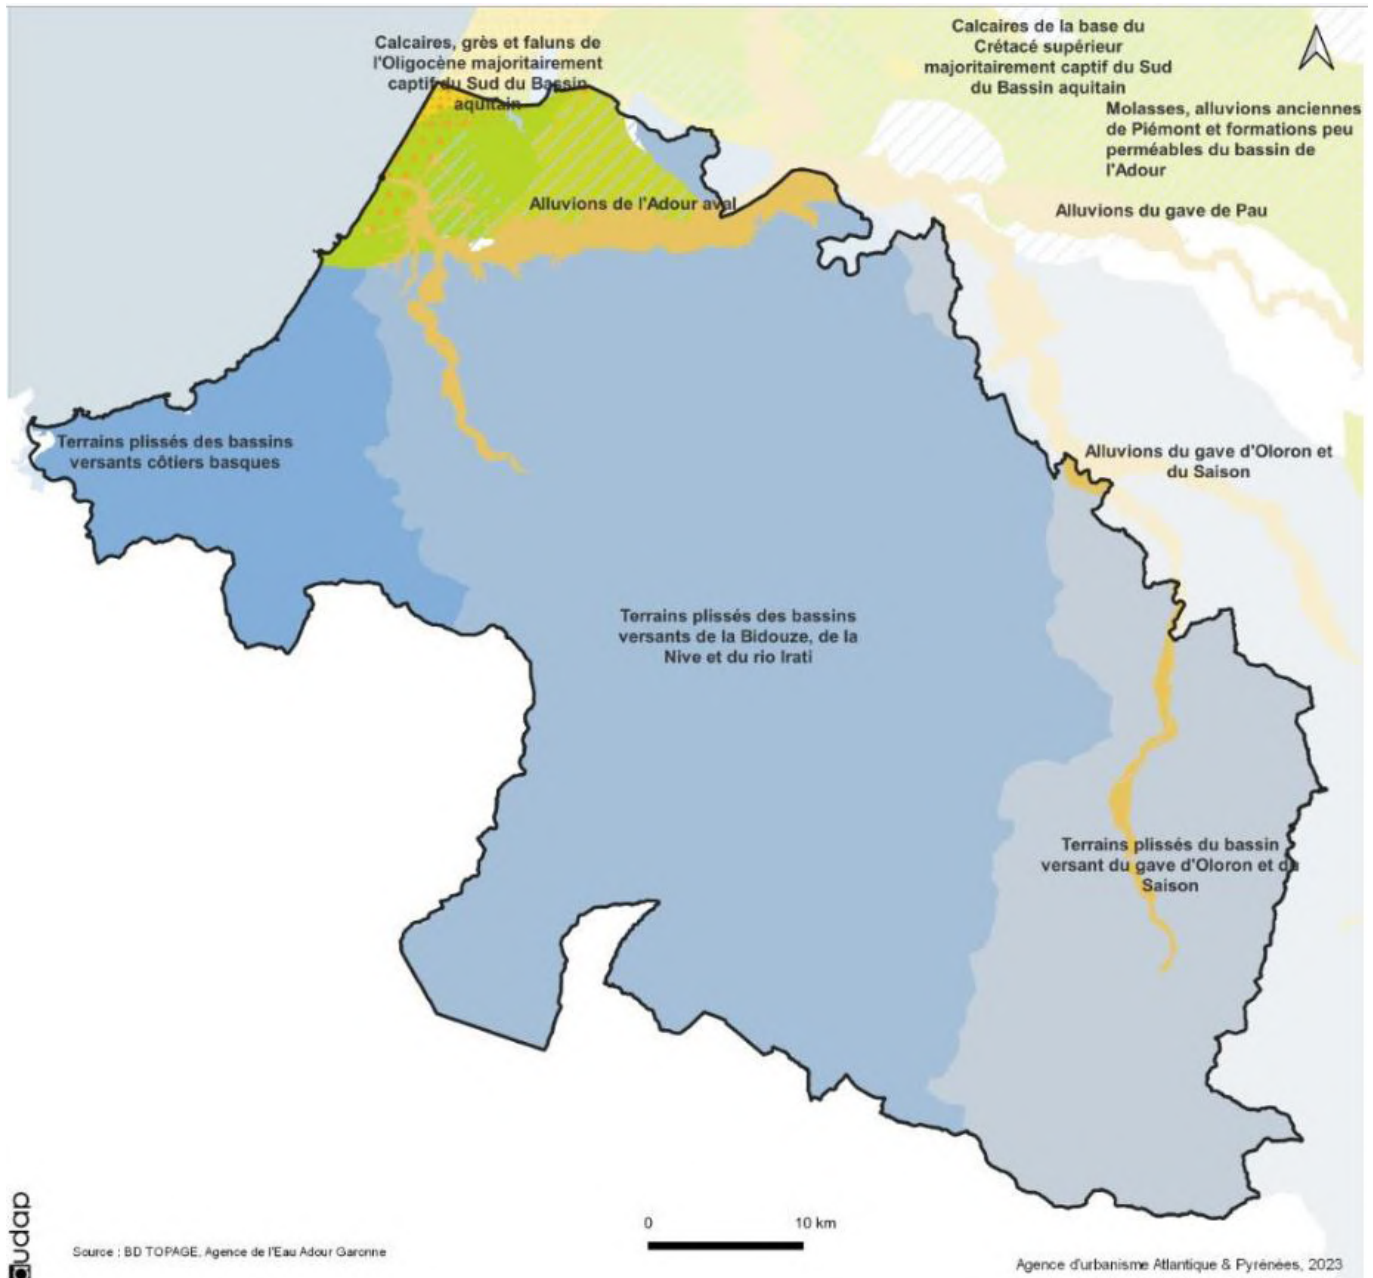 Calcaires, grès et faluns de
l'Oligocène majoritairement
captif du Sud du Bassin
aquitain
Calcaires de la base du
Crétacé supérieur
majoritairement captif du Sud
du Bassin aquitain
Molasses, alluvions anciennes
de Piémont et formations peu
perméables du bassin de
l'Adour
Alluvions de l'Adour aval
Alluvions du gave de Pau
Terrains plissés des bassins
versants côtiers basques
Alluvions du gave d'Oloron et
du Saison
Terrains plissés des bassins
versants de la Bidouze, de la
Nive et du rio Irati
Terrains plissés du bassin
versant du gave d'Oloron et du
Saison
0 10 km
audap
Source : BD TOPAGE, Agence de l'Eau Adour Garonne
Agence d'urbanisme Atlantique & Pyrénées, 2023